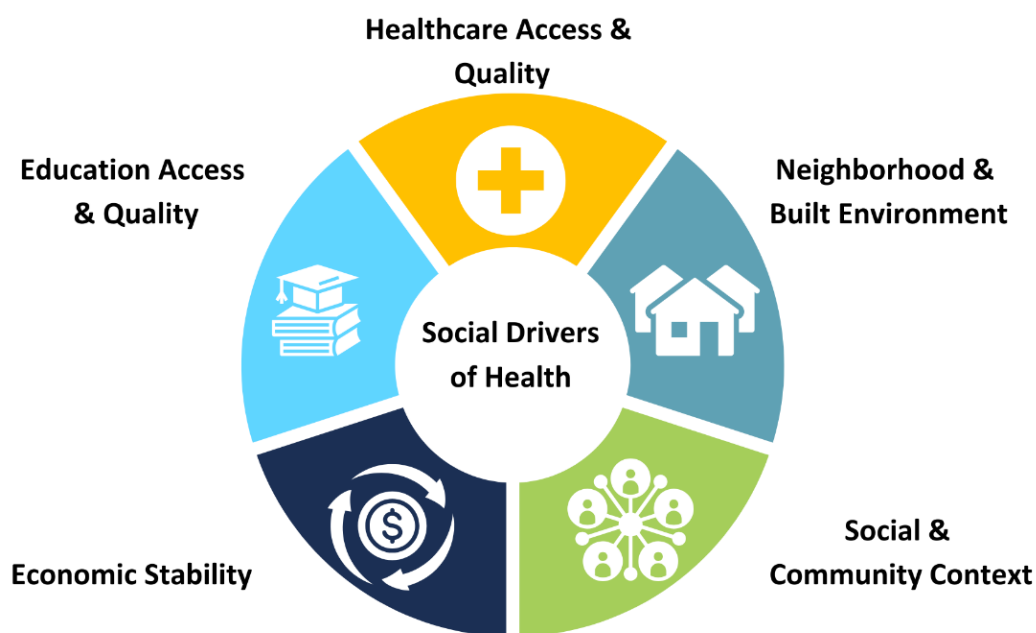 Healthcare Access &
Quality
Education Access
& Quality
Neighborhood &
Built Environment
Social Drivers
of Health
$
Economic Stability
Social &
Community Context